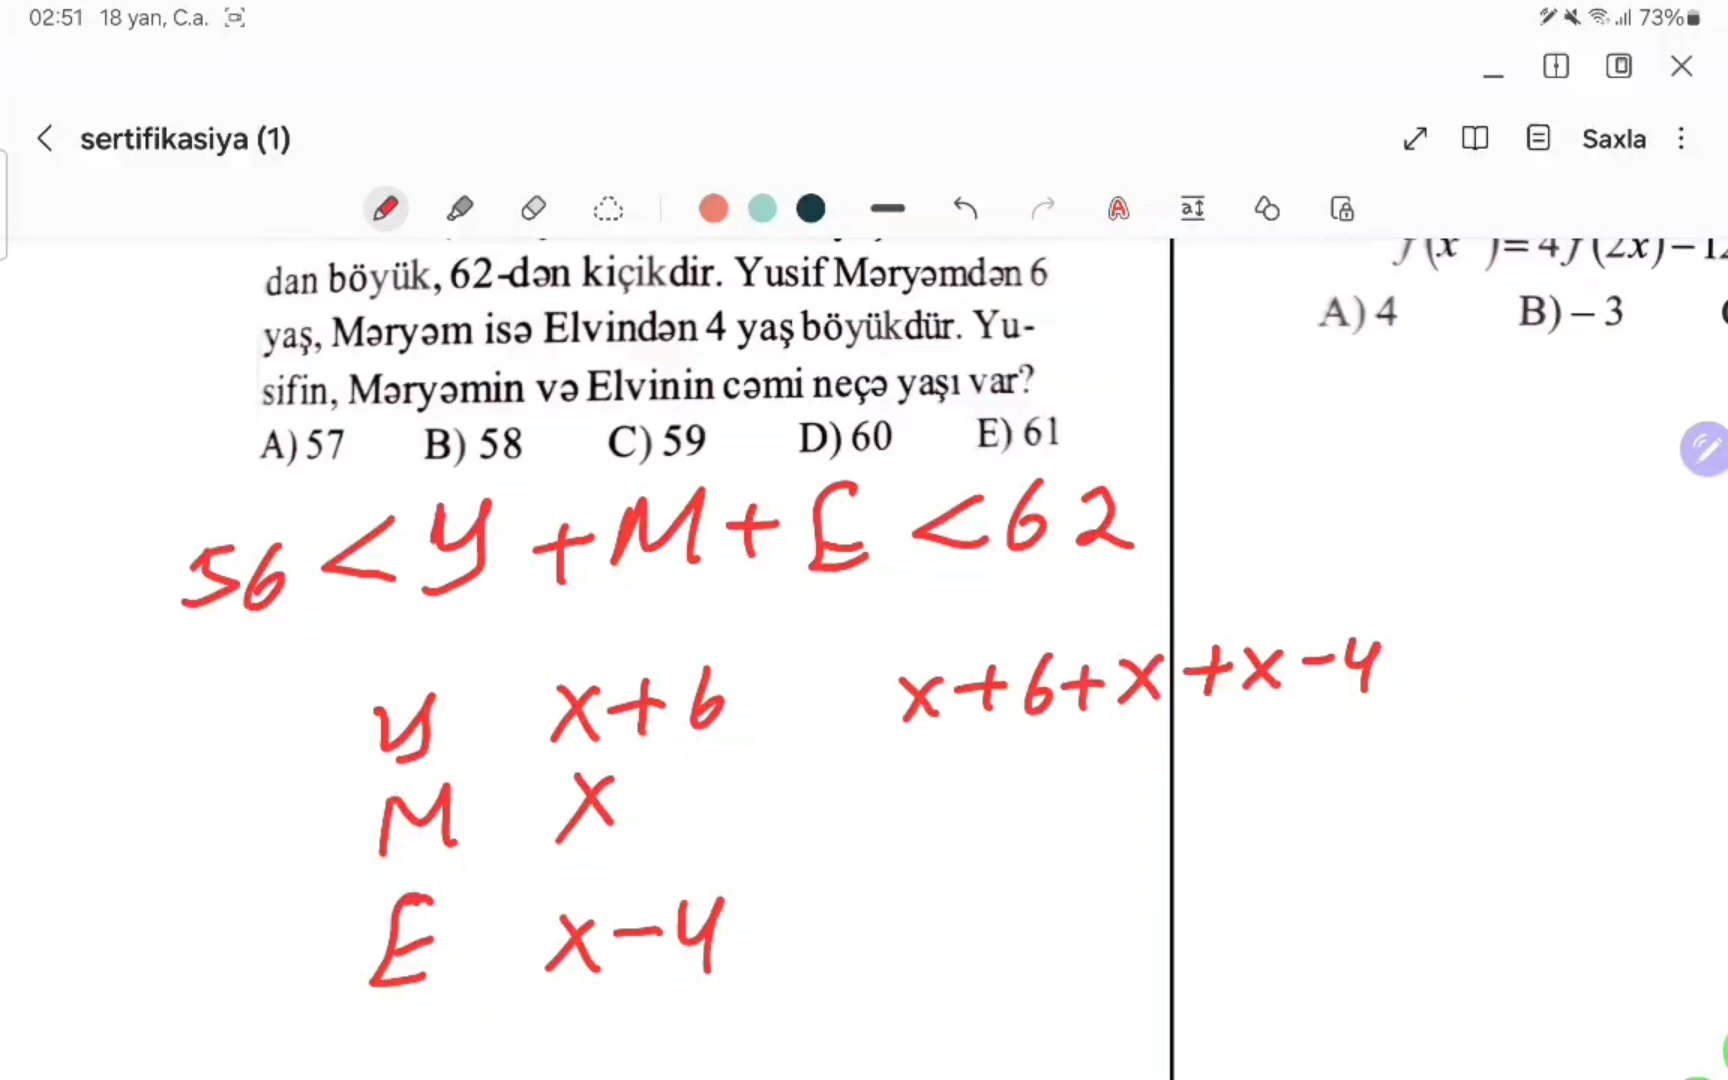 02:51 18 yan, C.a.
73%
sertifikasiya (1)
Saxla
dan böyük, 62-dən kiçikdir. Yusif Məryəmdən 6
yaş, Məryəm isə Elvindən 4 yaş böyükdür. Yu-
sifin, Məryəmin və Elvinin cəmi neçə yaşı var?
A) 57 B) 58 C) 59 D) 60 E) 61
A) 4 B) – 3
56 < Y + M + E < 62
Y x + 6
x + 6 + x + x - 4
M x
E x - 4